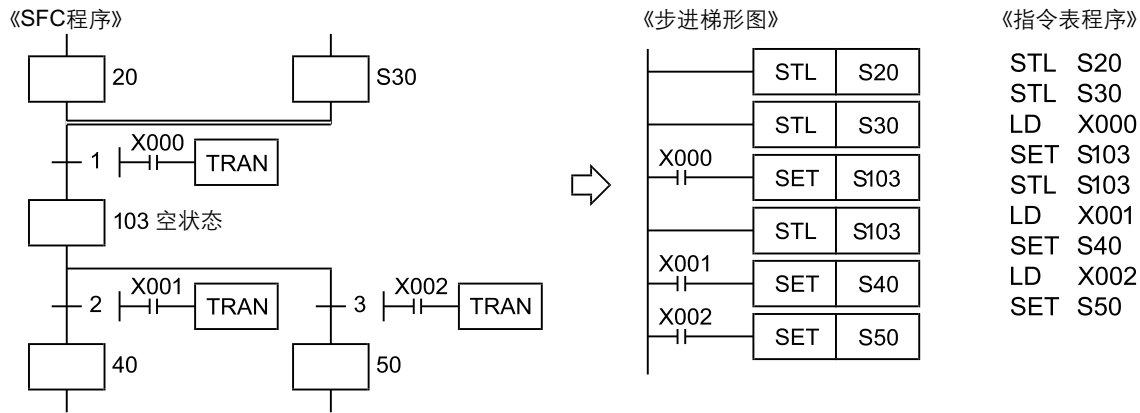 《SFC程序》
20
S30
1
X000
TRAN
103 空状态
2
X001
TRAN
3
X002
TRAN
40
50
《步进梯形图》
STL S20
STL S30
X000
SET S103
STL S103
X001
SET S40
X002
SET S50
《指令表程序》
STL S20
STL S30
LD X000
SET S103
STL S103
LD X001
SET S40
LD X002
SET S50